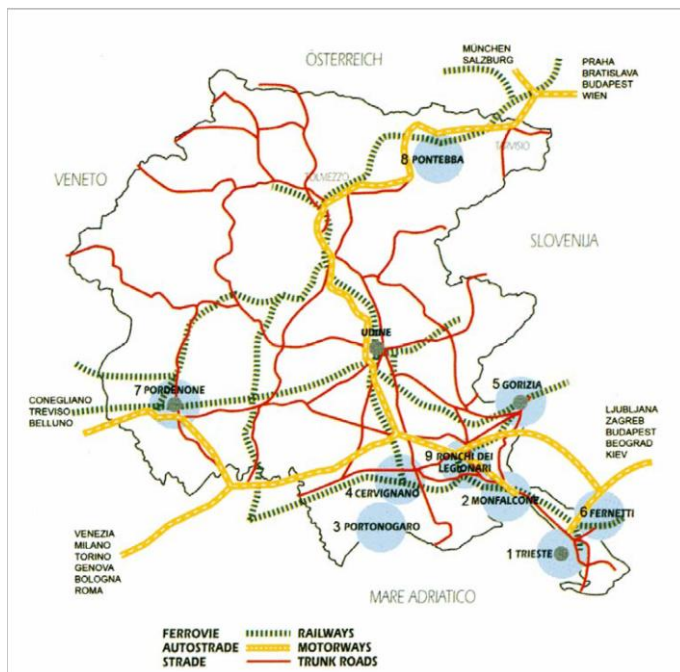 ÖSTERREICH
MÜNCHEN
SALZBURG
PRAHA
BRATISLAVA
BUDAPEST
WIEN
TARVISIO
8 PONTEBBA
TOLMEZZO
VENETO
SLOVENIJA
UDINE
7 PORDENONE
5 GORIZIA
CONEGLIANO
TREVISO
BELLUNO
LJUBLJANA
ZAGREB
BUDAPEST
BEOGRAD
KIEV
9 RONCHI DEI
LEGIONARI
4 CERVIGNANO
2 MONFALCONE
3 PORTONOGARO
6 FERNETTI
1 TRIESTE
VENEZIA
MILANO
TORINO
GENOVA
BOLOGNA
ROMA
MARE ADRIATICO
FERROVIE RAILWAYS
AUTOSTRADE MOTORWAYS
STRADE TRUNK ROADS